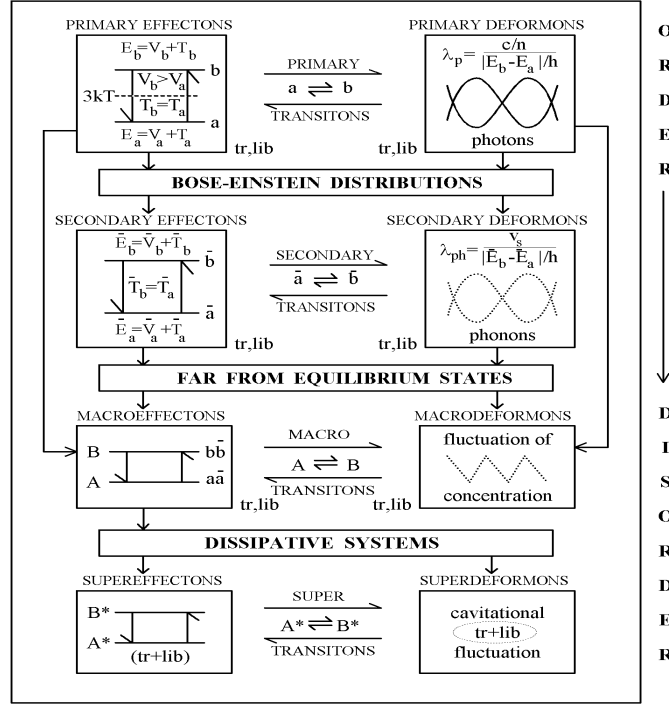 PRIMARY EFFECTONS
PRIMARY DEFORMONS
E_b=V_b+T_b
b
V_b>V_a
3kT
T_b=T_a
a
E_a=V_a+T_a
tr,lib
PRIMARY
a ⇌ b
TRANSITONS
λ_p= c/n
|E_b-E_a|/h
photons
tr,lib
BOSE-EINSTEIN DISTRIBUTIONS
SECONDARY EFFECTONS
SECONDARY DEFORMONS
Ē_b=V̄_b+T̄_b
b̄
T̄_b=T̄_a
ā
Ē_a=V̄_a+T̄_a
tr,lib
SECONDARY
ā ⇌ b̄
TRANSITONS
λ_ph= v_s
|Ē_b-Ē_a|/h
phonons
tr,lib
FAR FROM EQUILIBRIUM STATES
MACROEFFECTONS
MACRODEFORMONS
B
bb̄
A
aā
tr,lib
MACRO
A ⇌ B
TRANSITONS
fluctuation of
concentration
tr,lib
DISSIPATIVE SYSTEMS
SUPEREFFECTONS
SUPERDEFORMONS
B*
A*
(tr+lib)
SUPER
A*⇌B*
TRANSITONS
cavitational
tr+lib
fluctuation
O
R
D
E
R
D
I
S
O
R
D
E
R